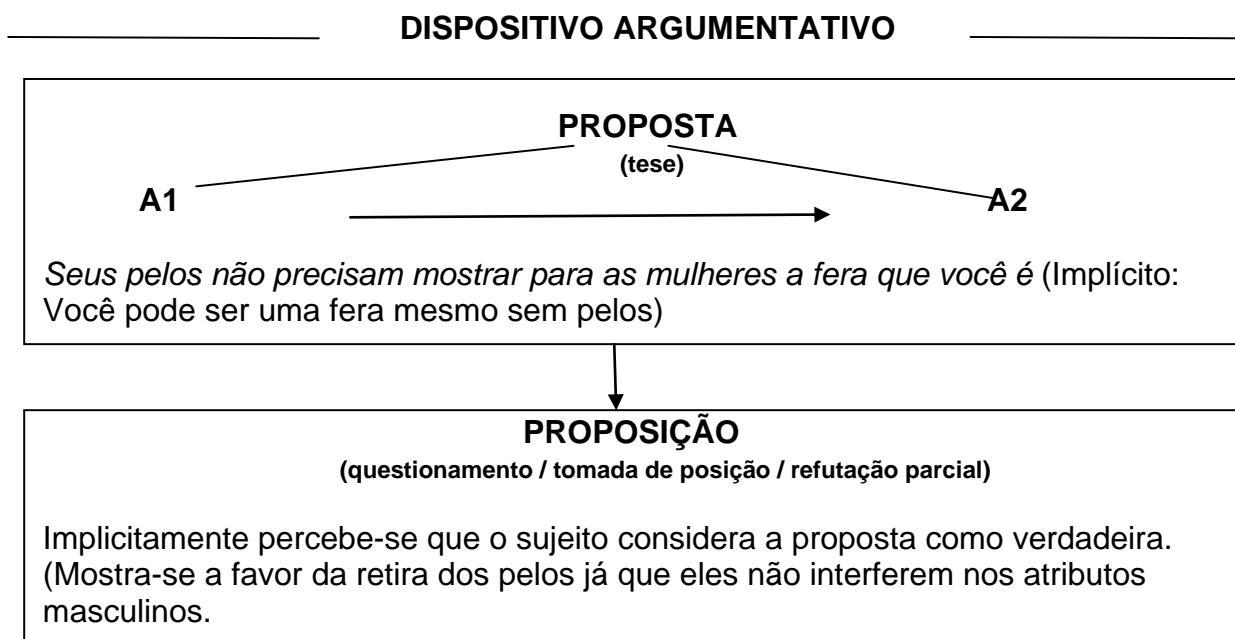 DISPOSITIVO ARGUMENTATIVO
PROPOSTA
(tese)
A1 A2
Seus pelos não precisam mostrar para as mulheres a fera que você é (Implícito:
Você pode ser uma fera mesmo sem pelos)
PROPOSIÇÃO
(questionamento / tomada de posição / refutação parcial)
Implicitamente percebe-se que o sujeito considera a proposta como verdadeira.
(Mostra-se a favor da retira dos pelos já que eles não interferem nos atributos
masculinos.